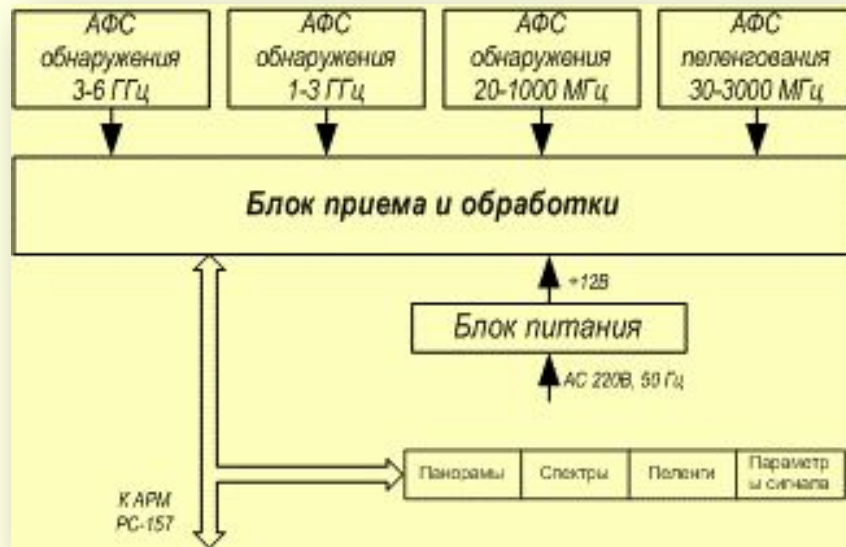 АФС
обнаружения
3-6 ГГц
АФС
обнаружения
1-3 ГГц
АФС
обнаружения
20-1000 МГц
АФС
пеленгования
30-3000 МГц
Блок приема и обработки
+12В
Блок питания
АС 220В, 50 Гц
Панорамы
Спектры
Пеленги
Параметр
ы сигнала
К АРМ
РС-157